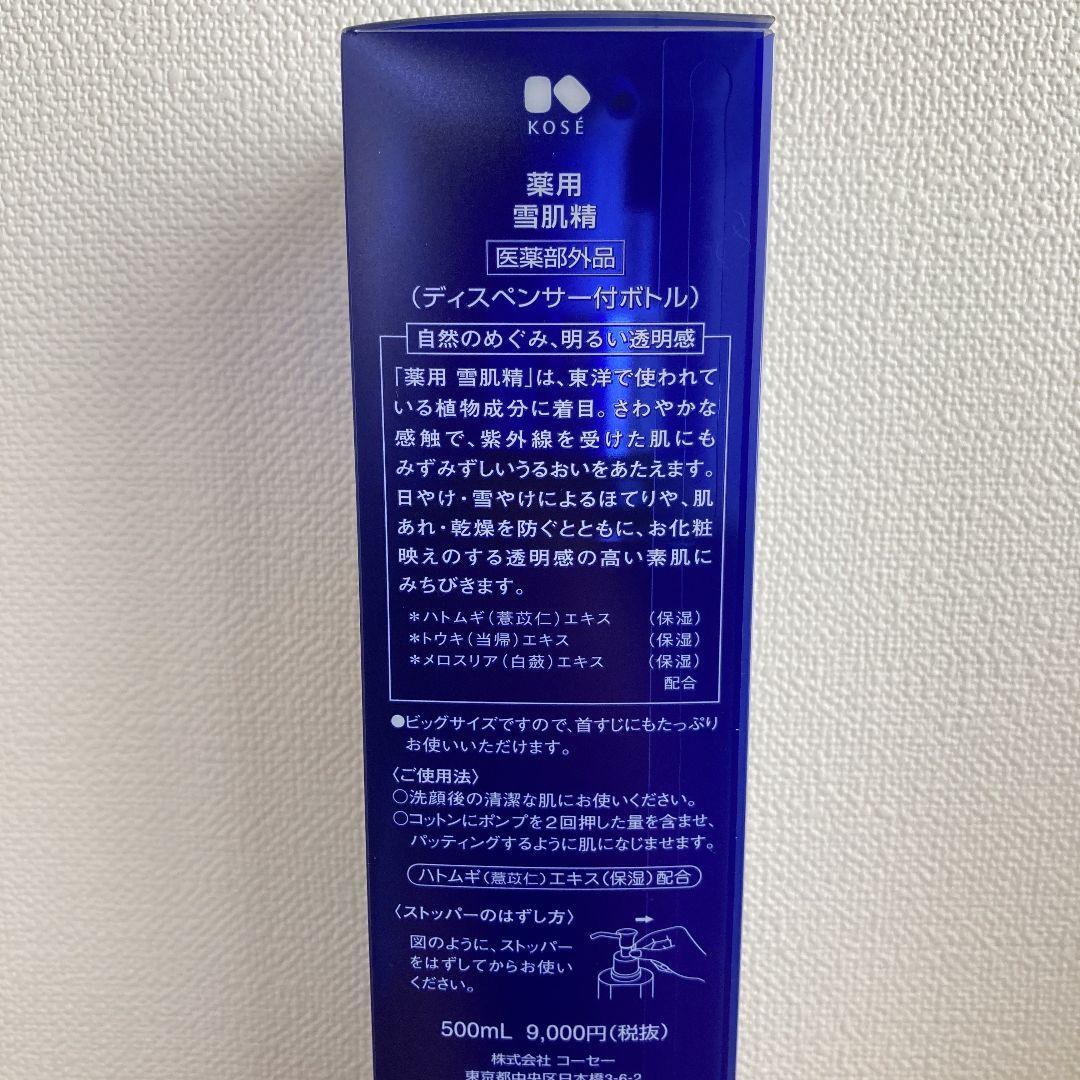 KOSÉ
薬用
雪肌精
医薬部外品
(ディスペンサー付ボトル)
自然のめぐみ、明るい透明感
「薬用 雪肌精」は、東洋で使われて
いる植物成分に着目。さわやかな
感触で、紫外線を受けた肌にも
みずみずしいうるおいをあたえます。
日やけ・雪やけによるほてりや、肌
あれ・乾燥を防ぐとともに、お化粧
映えのする透明感の高い素肌に
みちびきます。
*ハトムギ(薏苡仁)エキス (保湿)
*トウキ(当帰)エキス (保湿)
*メロスリア(白蘞)エキス (保湿)
配合
●ビッグサイズですので、首すじにもたっぷり
お使いいただけます。
〈ご使用法〉
○洗顔後の清潔な肌にお使いください。
○コットンにポンプを2回押した量を含ませ、
パッティングするように肌になじませます。
ハトムギ(薏苡仁)エキス(保湿)配合
〈ストッパーのはずし方〉
図のように、ストッパー
をはずしてからお使い
ください。
500mL 9,000円(税抜)
株式会社 コーセー
東京都中央区日本橋3-6-2